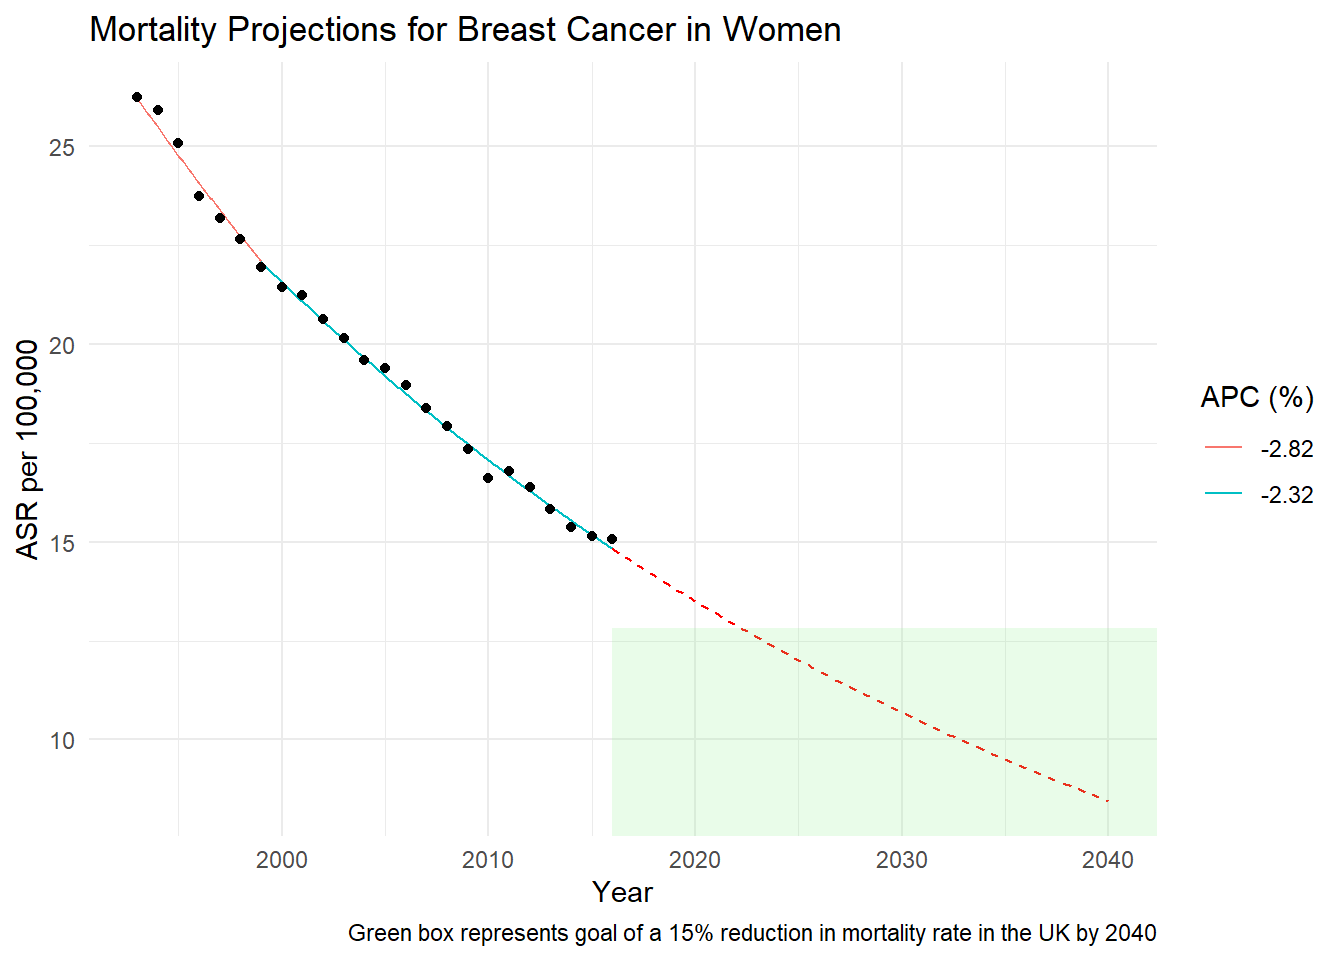 Mortality Projections for Breast Cancer in Women
ASR per 100,000
25
20
15
10
2000 2010 2020 2030 2040
Year
APC (%)
-2.82
-2.32
Green box represents goal of a 15% reduction in mortality rate in the UK by 2040